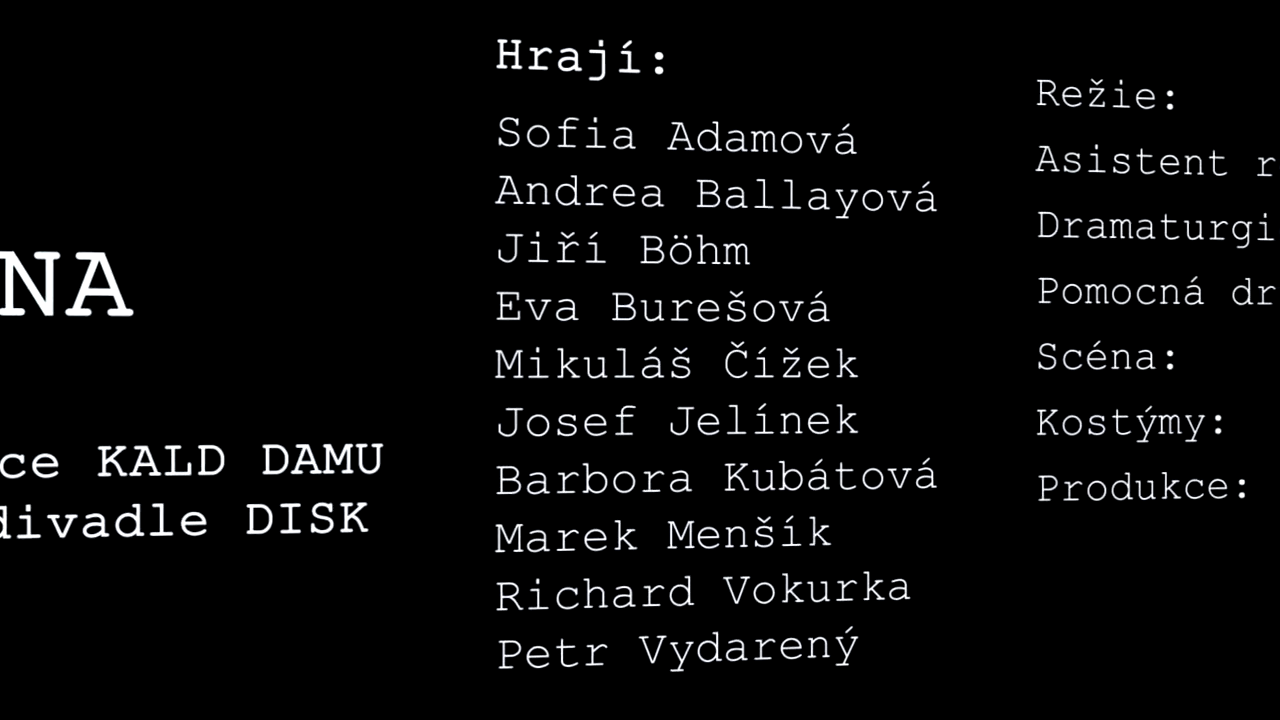 NA
ce KALD DAMU
divadle DISK
Hrají:
Sofia Adamová
Andrea Ballayová
Jiří Böhm
Eva Burešová
Mikuláš Čížek
Josef Jelínek
Barbora Kubátová
Marek Menšík
Richard Vokurka
Petr Vydarený
Režie:
Asistent r
Dramaturgi
Pomocná dr
Scéna:
Kostýmy:
Produkce: